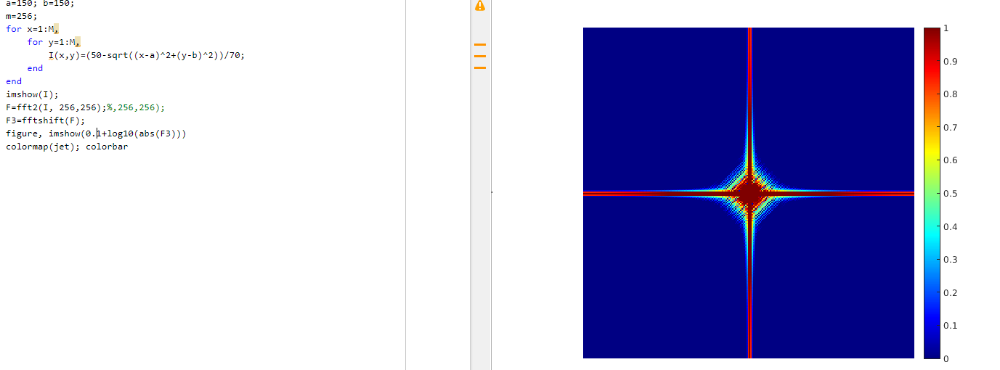 a=150; b=150;
m=256;
for x=1:M,
for y=1:M,
I(x,y)=(50-sqrt((x-a)^2+(y-b)^2))/70;
end
end
imshow(I);
F=fft2(I, 256,256);%,256,256);
F3=fftshift(F);
figure, imshow(0.1+log10(abs(F3)))
colormap(jet); colorbar
1
0.9
0.8
0.7
0.6
0.5
0.4
0.3
0.2
0.1
0